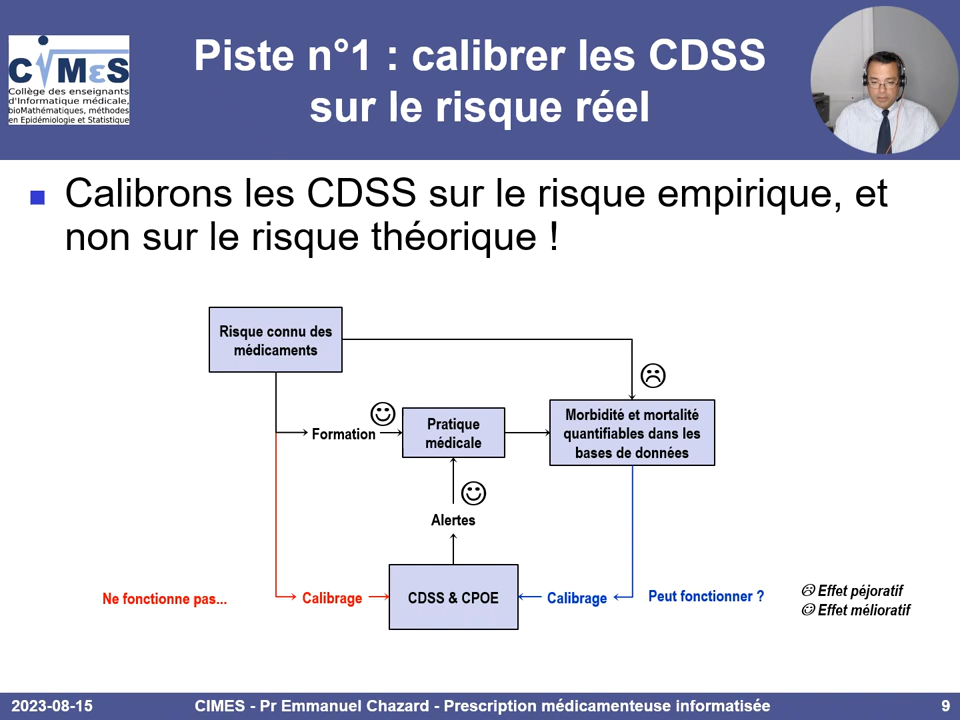 CIMεS
Collège des enseignants
d'Informatique médicale,
bioMathématiques, méthodes
en Epidémiologie et Statistique
Piste n°1 : calibrer les CDSS
sur le risque réel
Calibrons les CDSS sur le risque empirique, et
non sur le risque théorique !
Risque connu des
médicaments
Formation
Pratique
médicale
Morbidité et mortalité
quantifiables dans les
bases de données
Alertes
Ne fonctionne pas...
Calibrage
CDSS & CPOE
Calibrage
Peut fonctionner ?
☹ Effet péjoratif
☺ Effet mélioratif
2023-08-15
CIMES - Pr Emmanuel Chazard - Prescription médicamenteuse informatisée
9